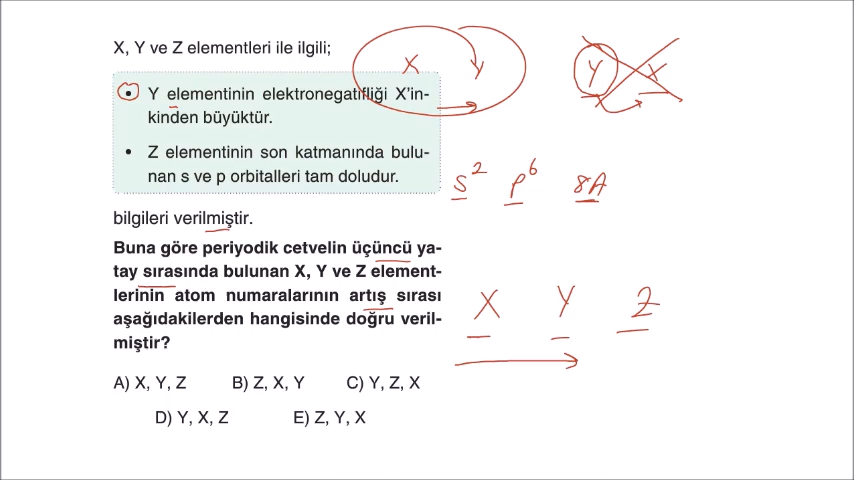 X, Y ve Z elementleri ile ilgili;
• Y elementinin elektronegatifliği X'in-
kinden büyüktür.
• Z elementinin son katmanında bulu-
nan s ve p orbitalleri tam doludur.
bilgileri verilmiştir.
Buna göre periyodik cetvelin üçüncü ya-
tay sırasında bulunan X, Y ve Z element-
lerinin atom numaralarının artış sırası
aşağıdakilerden hangisinde doğru veril-
miştir?
A) X, Y, Z B) Z, X, Y C) Y, Z, X
D) Y, X, Z E) Z, Y, X
X Y
Y X
s² p⁶ 8A
X Y Z